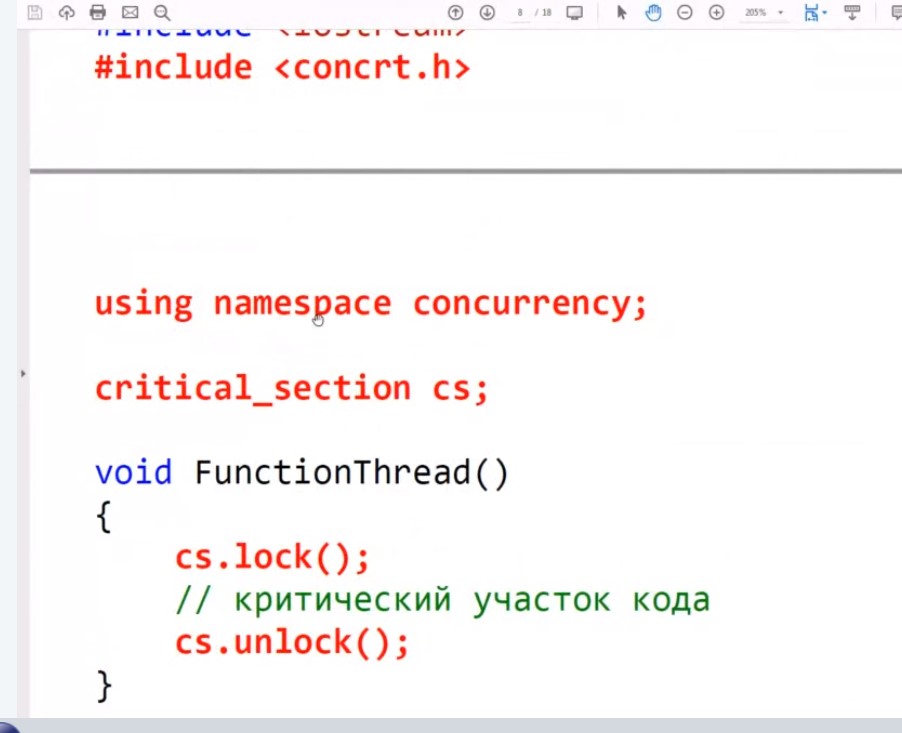 8 / 18 205%
#include <iostream>
#include <concrt.h>
using namespace concurrency;
critical_section cs;
void FunctionThread()
{
cs.lock();
// критический участок кода
cs.unlock();
}